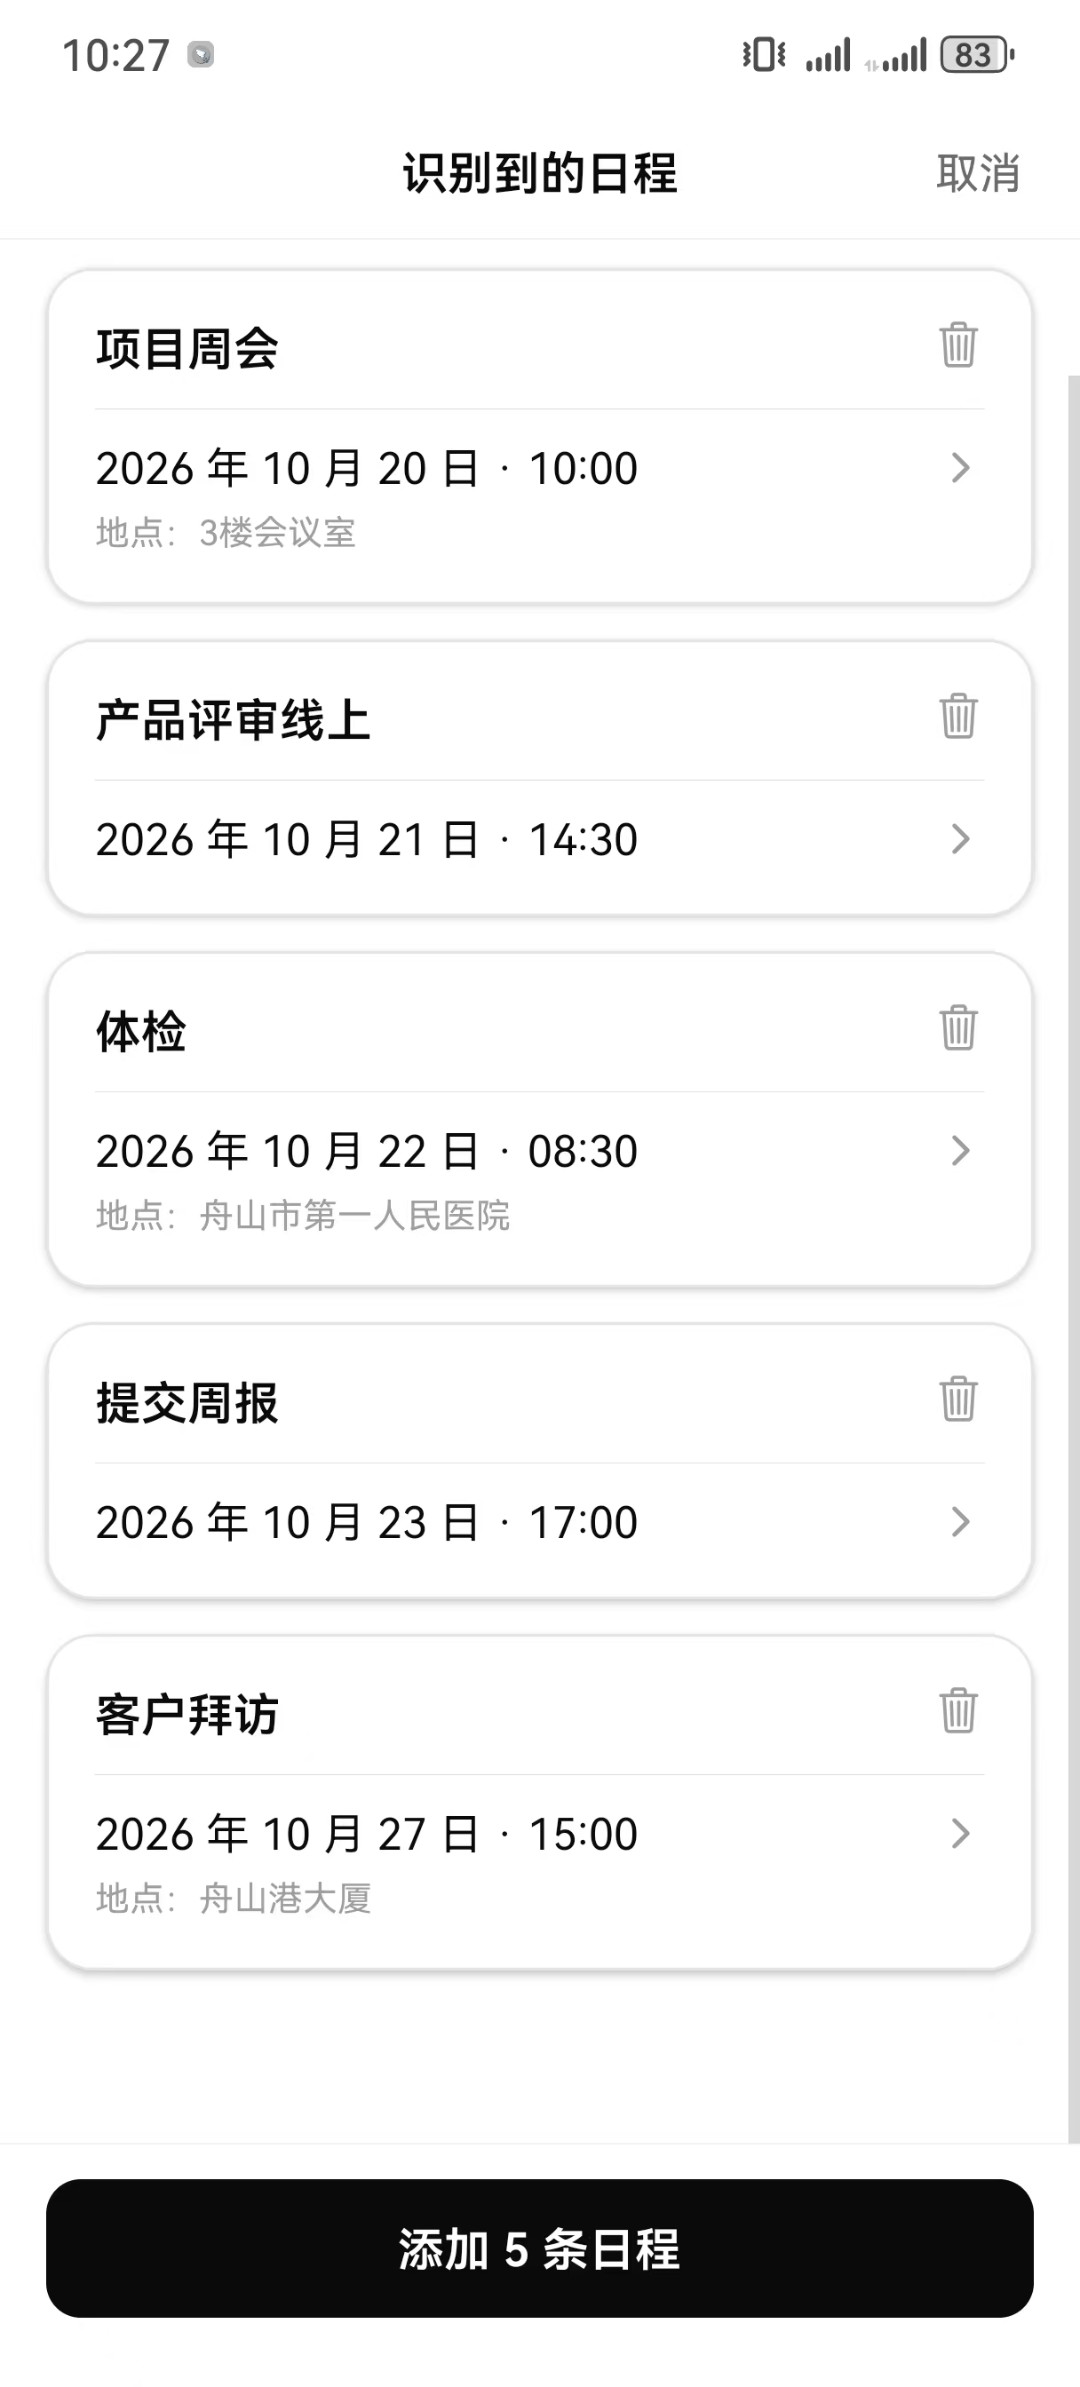 10:27
83
识别到的日程
取消
项目周会
2026 年 10 月 20 日 · 10:00
地点：3楼会议室
产品评审线上
2026 年 10 月 21 日 · 14:30
体检
2026 年 10 月 22 日 · 08:30
地点：舟山市第一人民医院
提交周报
2026 年 10 月 23 日 · 17:00
客户拜访
2026 年 10 月 27 日 · 15:00
地点：舟山港大厦
添加 5 条日程